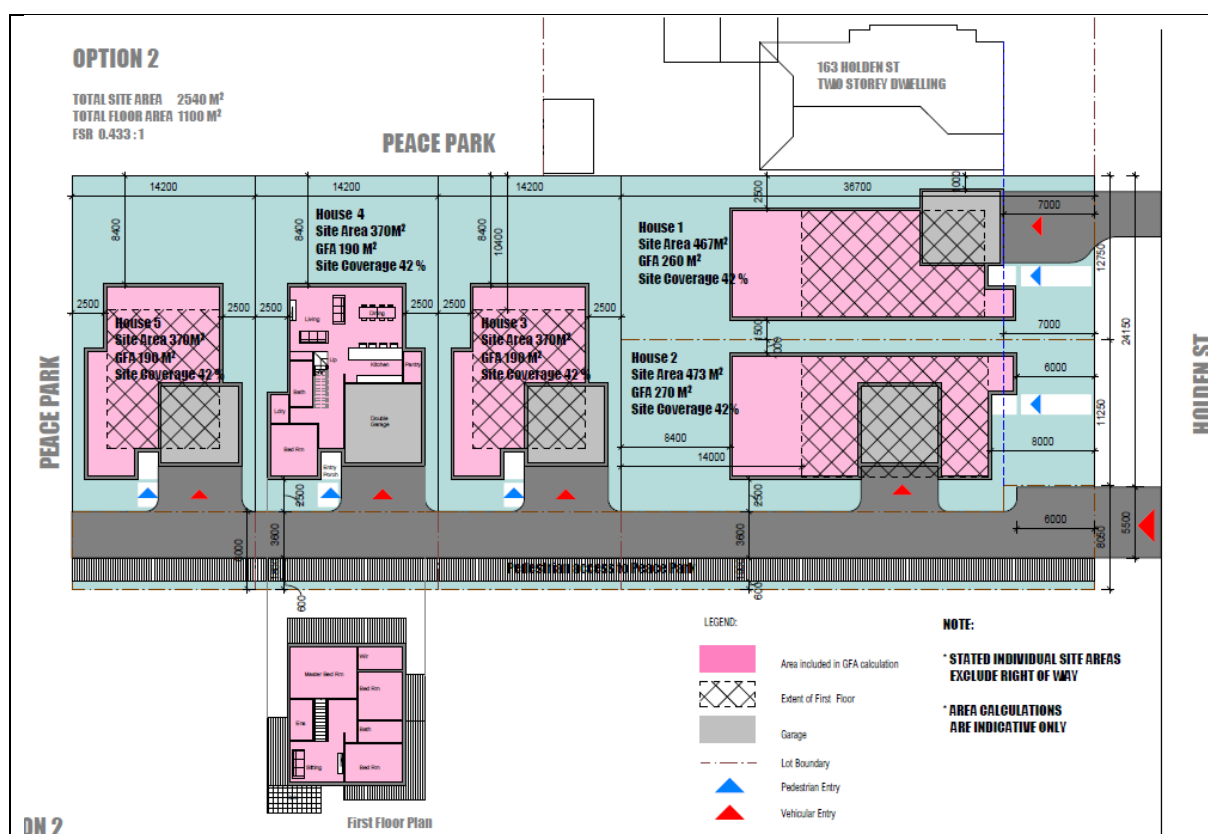 OPTION 2
TOTAL SITE AREA 2540 M²
TOTAL FLOOR AREA 1100 M²
FSR 0.433 : 1
PEACE PARK
163 HOLDEN ST
TWO STOREY DWELLING
14200
14200
14200
36700
8400
8400
8400
10400
2500
1000
7000
12750
24150
House 4
Site Area 370M²
GFA 190 M²
Site Coverage 42 %
House 1
Site Area 467M²
GFA 260 M²
Site Coverage 42 %
2500
2500
2500
2500
2500
2500
House 5
Site Area 370M²
GFA 190 M²
Site Coverage 42 %
Living
Dining
Up
Kitchen
Pantry
Bath
Ldry
Bed Rm
Double
Garage
Entry
Porch
House 3
Site Area 370M²
GFA 190 M²
Site Coverage 42 %
1500
1000
7000
House 2
Site Area 473 M²
GFA 270 M²
Site Coverage 42%
6000
11250
8400
8000
14000
PEACE PARK
HOLDEN ST
2500
2500
3600
3600
6000
5500
8050
Pedestrian access to Peace Park
600
600
LEGEND:
Area included in GFA calculation
Extent of First Floor
Garage
Lot Boundary
Pedestrian Entry
Vehicular Entry
NOTE:
* STATED INDIVIDUAL SITE AREAS
EXCLUDE RIGHT OF WAY
* AREA CALCULATIONS
ARE INDICATIVE ONLY
Master Bed Rm
Bed Rm
Bath
Sitting
Bed Rm
First Floor Plan
ON 2